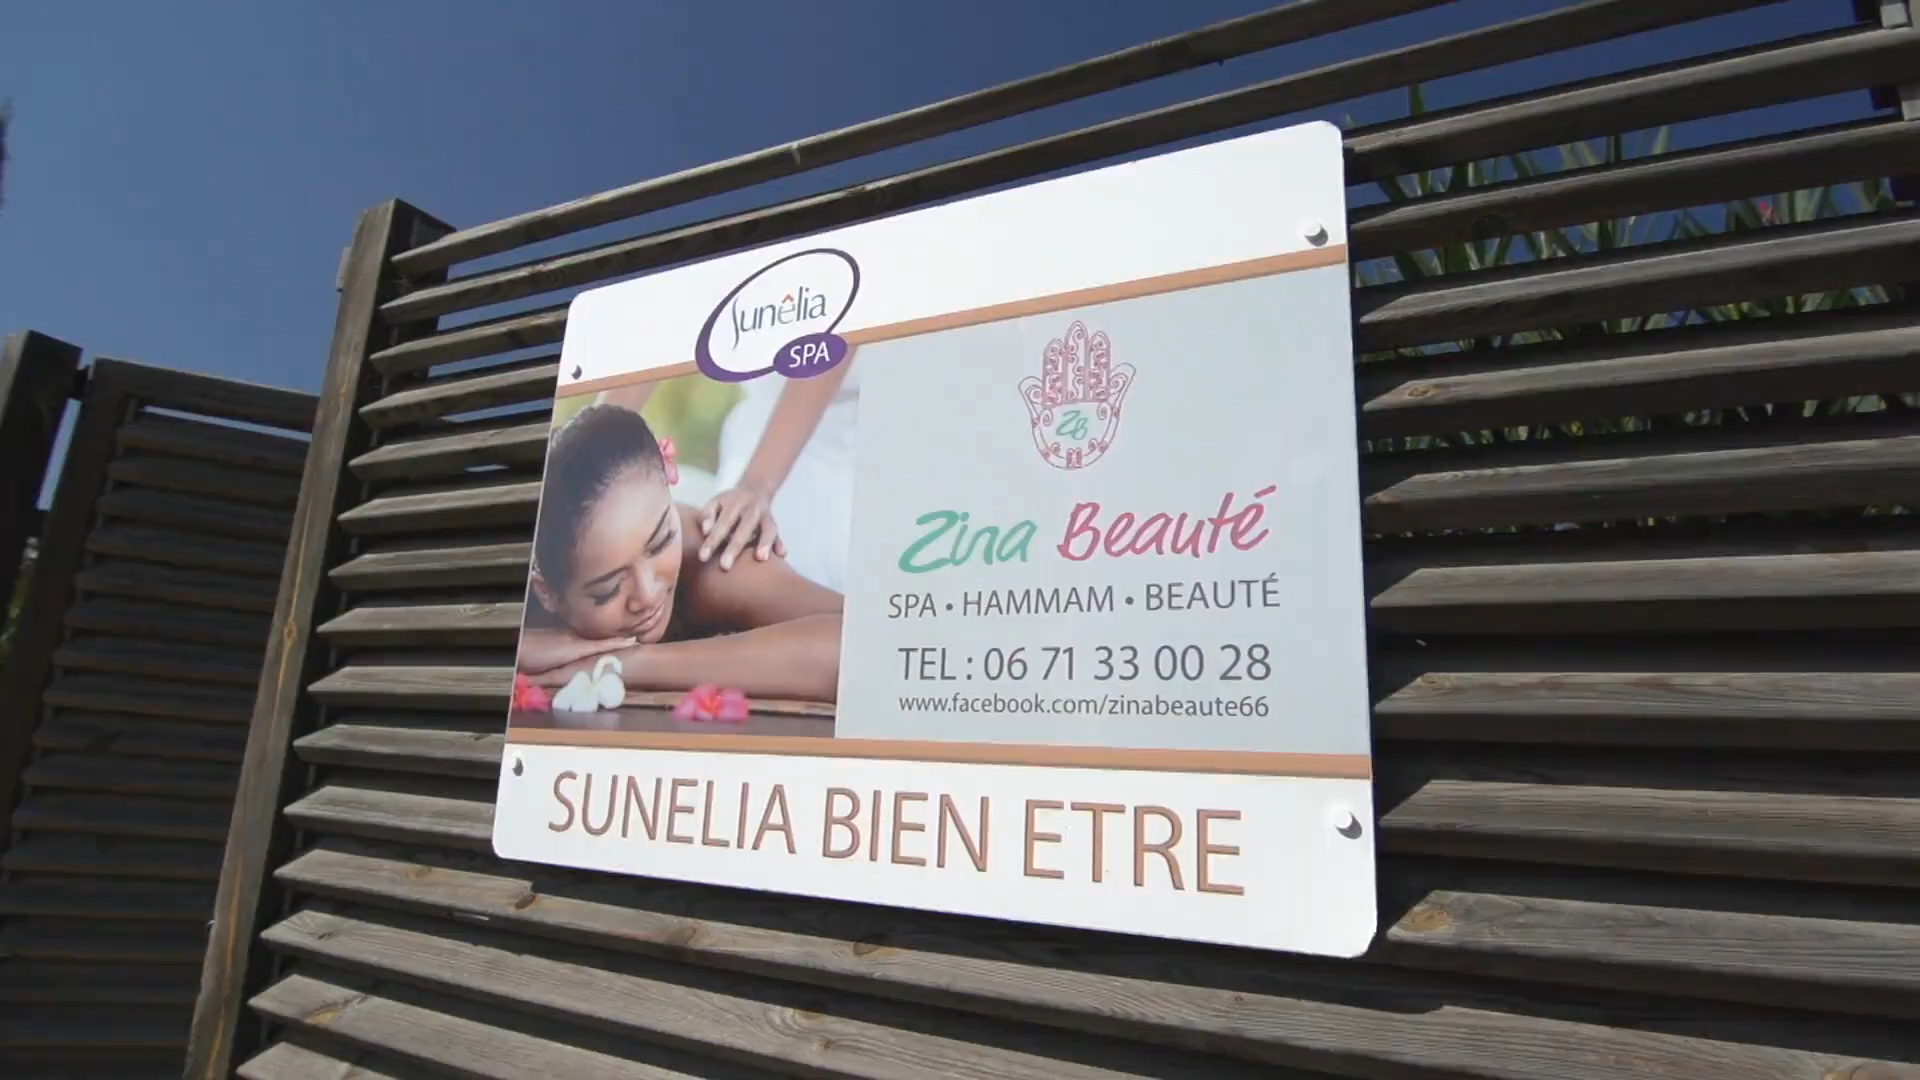 Sunêlia
SPA
ZB
Zina Beauté
SPA • HAMMAM • BEAUTÉ
TEL : 06 71 33 00 28
www.facebook.com/zinabeaute66
SUNELIA BIEN ETRE